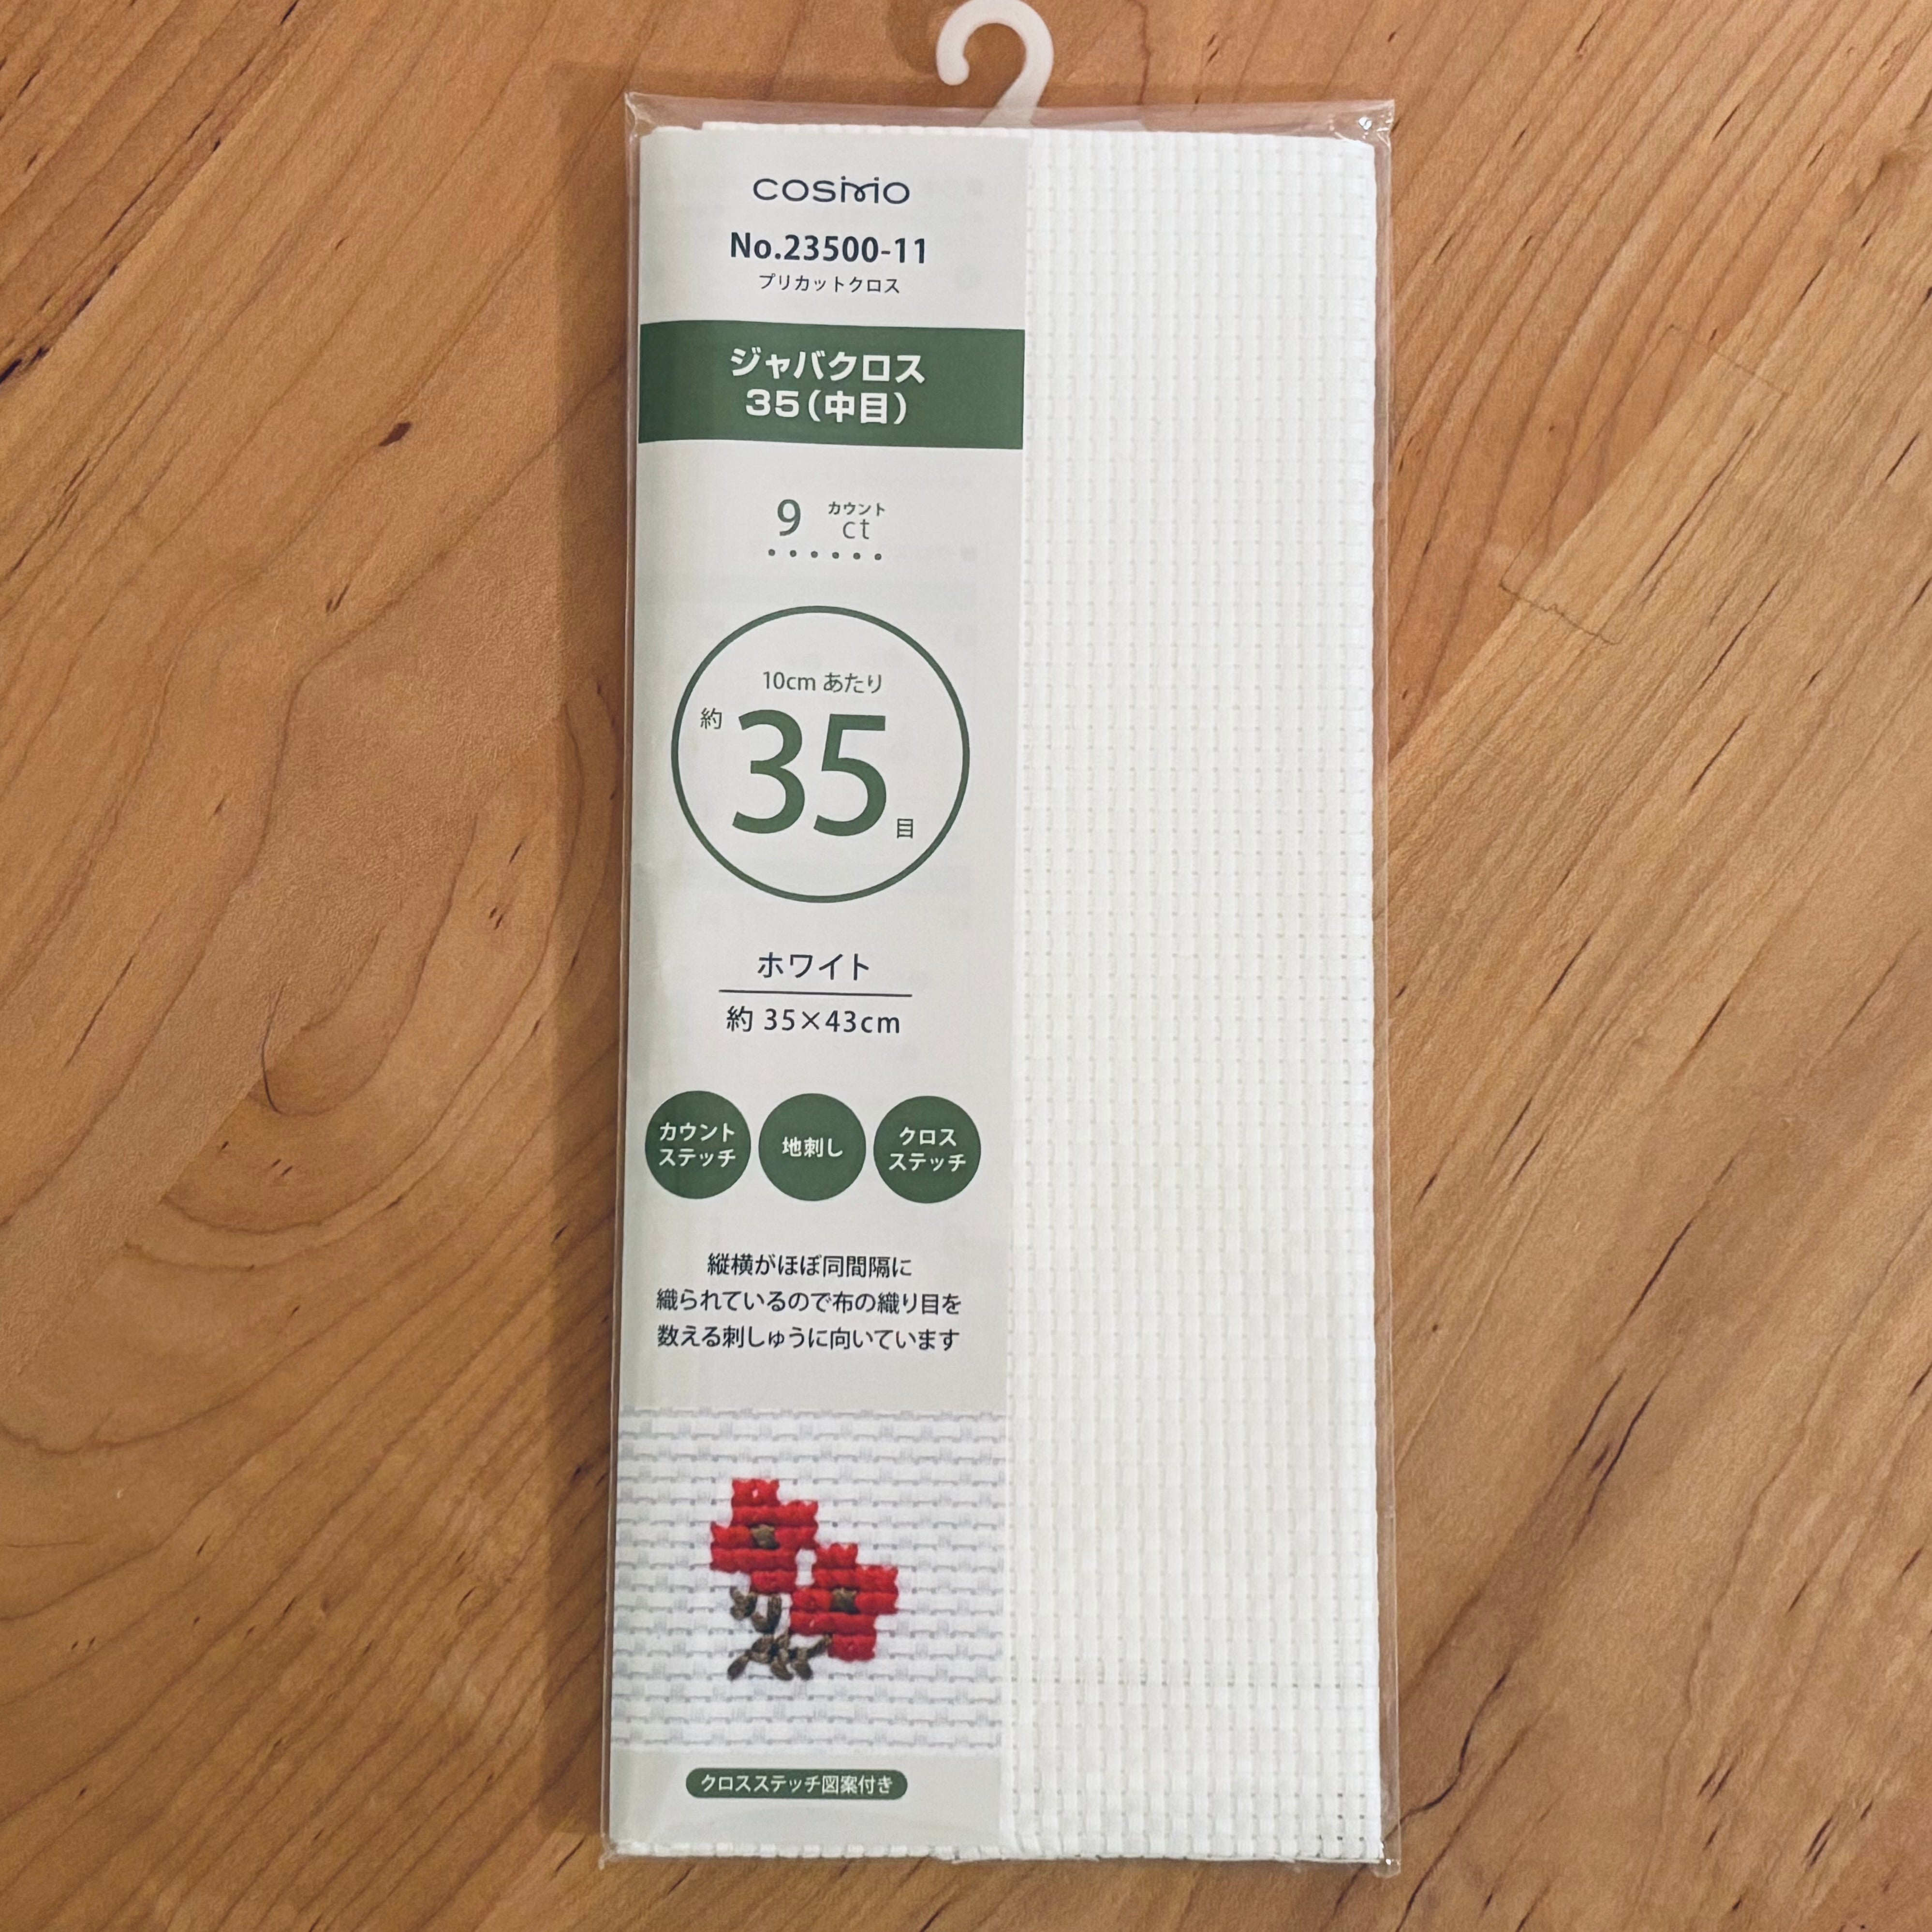 COSMO
No.23500-11
プリカットクロス
ジャバクロス
35（中目）
9 カウント ct
10cm あたり
約 35 目
ホワイト
約 35×43cm
カウント
ステッチ
地刺し
クロス
ステッチ
縦横がほぼ同間隔に
織られているので布の織り目を
数える刺しゅうに向いています
クロスステッチ図案付き